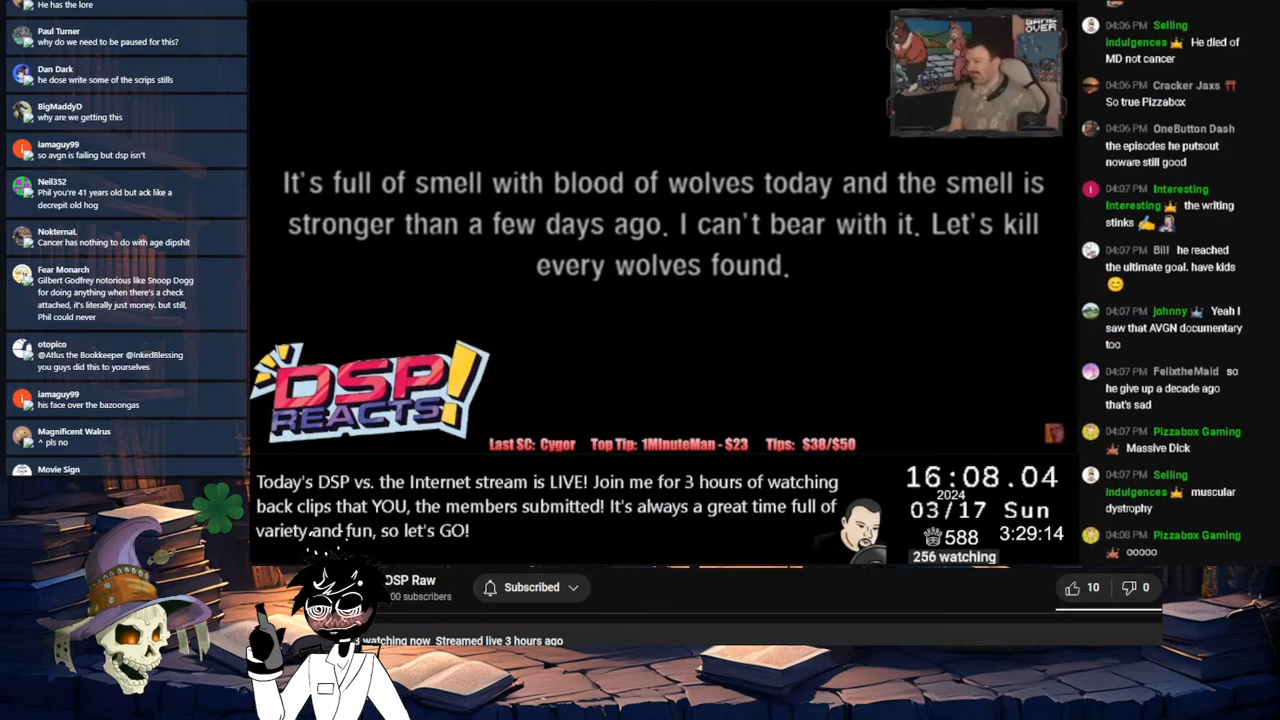 He has the lore
Paul Turner
why do we need to be paused for this?
Dan Dark
he dose write some of the scrips stills
BigMaddyD
why are we getting this
iamaguy99
so avgn is failing but dsp isn't
Neil352
Phil you're 41 years old but ack like a
decrepit old hog
NokternaL
Cancer has nothing to do with age dipshit
Fear Monarch
Gilbert Godfrey notorious like Snoop Dogg
for doing anything when there's a check
attached, it's literally just money. but still,
Phil could never
otopico
@Atlus the Bookkeeper @InkedBlessing
you guys did this to yourselves
iamaguy99
his face over the bazoongas
Magnificent Walrus
^ pls no
Movie Sign
GAME
OVER
It's full of smell with blood of wolves today and the smell is
stronger than a few days ago. I can't bear with it. Let's kill
every wolves found.
DSP
REACTS!
Last SC: Cygor Top Tip: 1MinuteMan - $23 Tips: $38/$50
Today's DSP vs. the Internet stream is LIVE! Join me for 3 hours of watching
back clips that YOU, the members submitted! It's always a great time full of
variety and fun, so let's GO!
16:08.04
2024
03/17 Sun
588 3:29:14
256 watching
DSP Raw
00 subscribers
Subscribed
10
0
watching now Streamed live 3 hours ago
04:06 PM Selling
indulgences He died of
MD not cancer
04:06 PM Cracker Jaxs
So true Pizzabox
04:06 PM OneButton Dash
the episodes he putsout
noware still good
04:07 PM Interesting
Interesting the writing
stinks
04:07 PM Bill he reached
the ultimate goal. have kids
04:07 PM Johnny Yeah I
saw that AVGN documentary
too
04:07 PM FelixtheMaid so
he give up a decade ago
that's sad
04:07 PM Pizzabox Gaming
Massive Dick
04:07 PM Selling
indulgences muscular
dystrophy
04:08 PM Pizzabox Gaming
ooooo